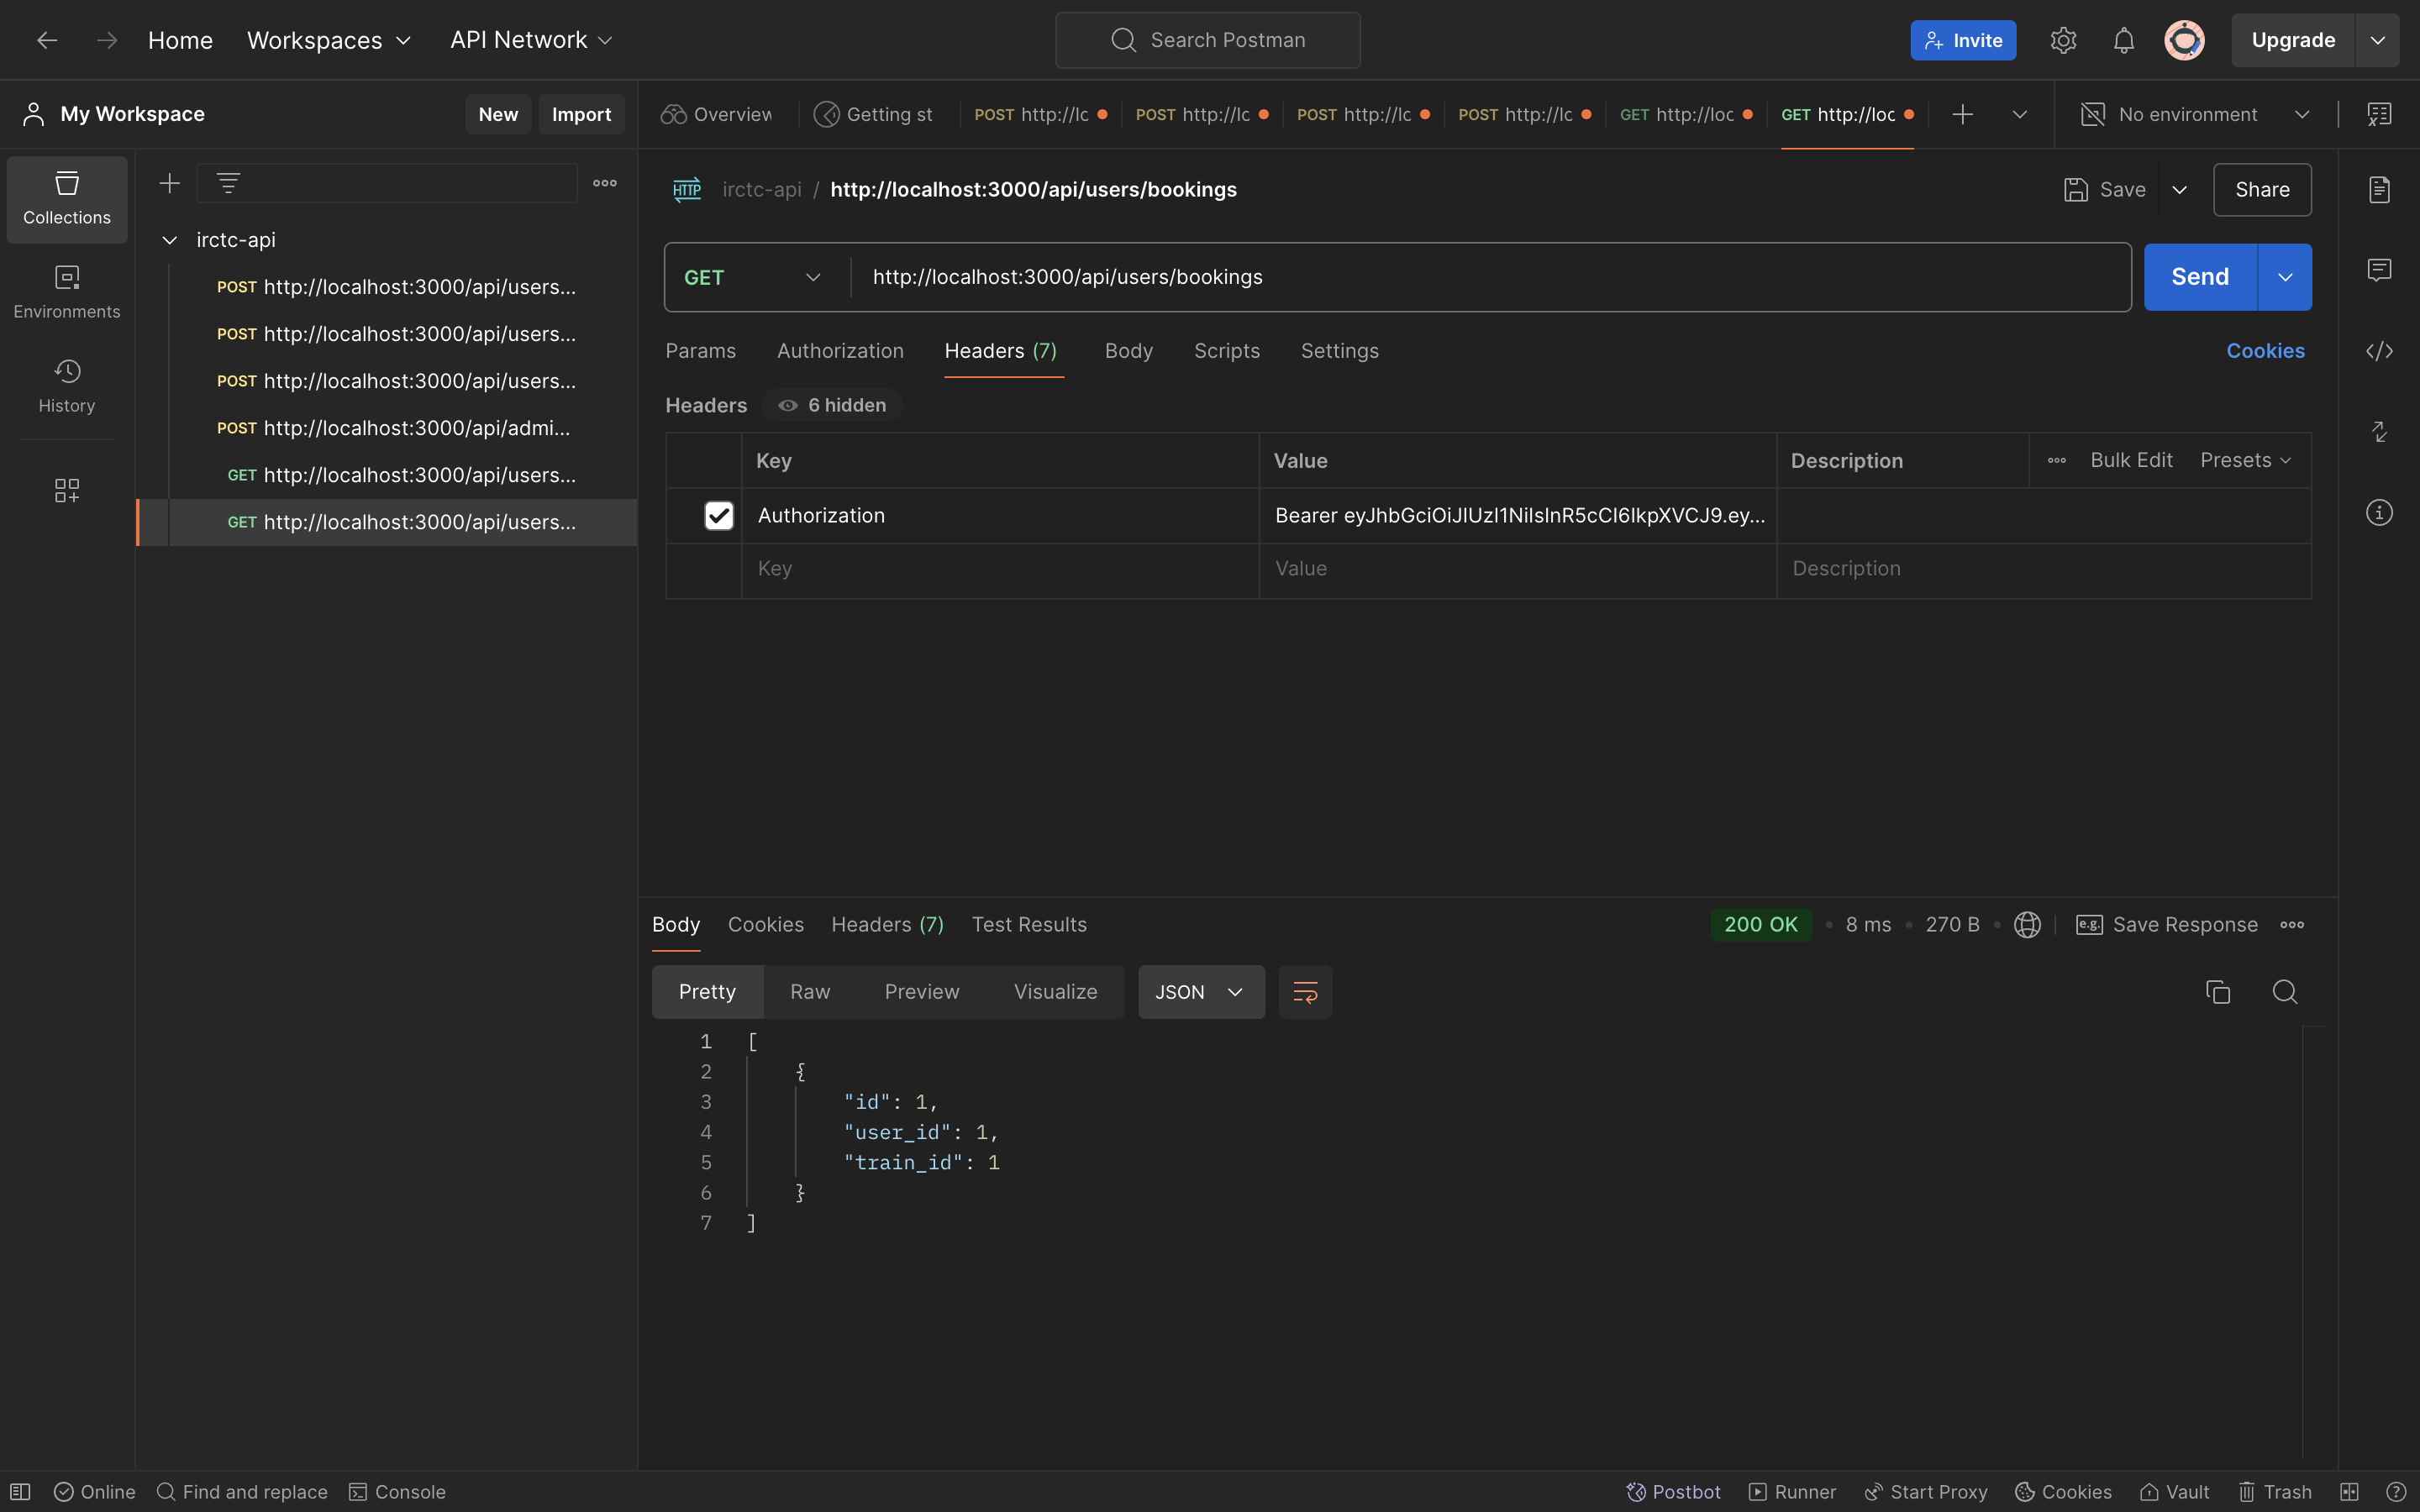 Home Workspaces API Network Search Postman Invite Upgrade
My Workspace New Import Overview Getting st POST http://lc POST http://lc POST http://lc POST http://lc GET http://loc GET http://loc No environment
Collections
Environments
History
irctc-api
POST http://localhost:3000/api/users...
POST http://localhost:3000/api/users...
POST http://localhost:3000/api/users...
POST http://localhost:3000/api/admi...
GET http://localhost:3000/api/users...
GET http://localhost:3000/api/users...
HTTP irctc-api / http://localhost:3000/api/users/bookings Save Share
GET http://localhost:3000/api/users/bookings Send
Params Authorization Headers (7) Body Scripts Settings Cookies
Headers 6 hidden
Key Value Description Bulk Edit Presets
Authorization Bearer eyJhbGciOiJIUzI1NiIsInR5cCI6IkpXVCJ9.ey...
Key Value Description
Body Cookies Headers (7) Test Results 200 OK • 8 ms • 270 B • e.g. Save Response
Pretty Raw Preview Visualize JSON
1 [
2 {
3 "id": 1,
4 "user_id": 1,
5 "train_id": 1
6 }
7 ]
Online Find and replace Console Postbot Runner Start Proxy Cookies Vault Trash